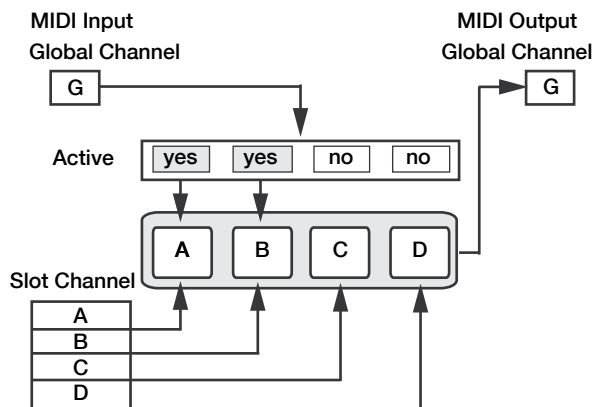 MIDI Input
Global Channel
G
MIDI Output
Global Channel
G
Active
yes yes no no
A B C D
Slot Channel
A
B
C
D